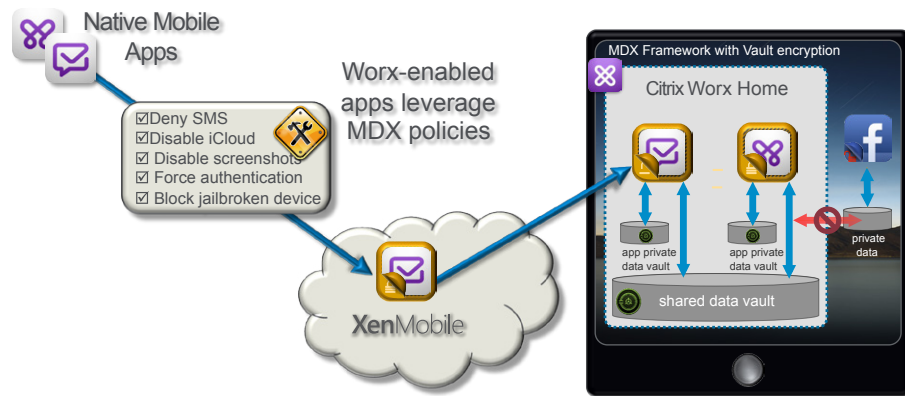 Native Mobile
Apps
Worx-enabled
apps leverage
MDX policies
☑Deny SMS
☑Disable iCloud
☑ Disable screenshots
☑ Force authentication
☑ Block jailbroken device
XenMobile
MDX Framework with Vault encryption
Citrix Worx Home
app private
data vault
app private
data vault
private
data
shared data vault
f